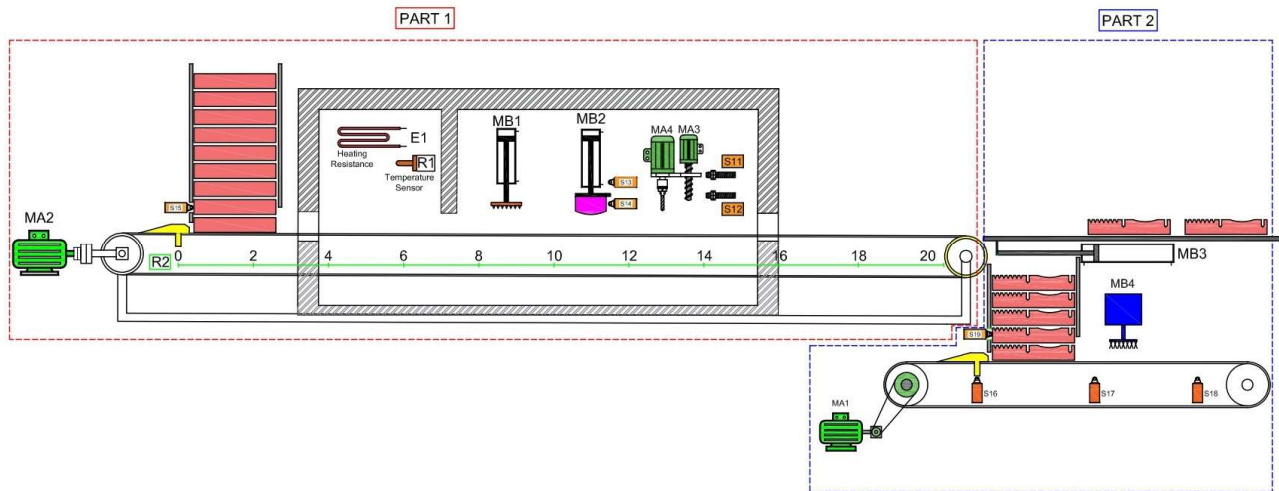 PART 1
PART 2
MB1
MB2
MA4
MA3
E1
Heating
Resistance
R1
Temperature
Sensor
S11
S13
S14
S12
S15
MA2
R2
0 2 4 6 8 10 12 14 16 18 20
MB3
MB4
S19
S16
S17
S18
MA1